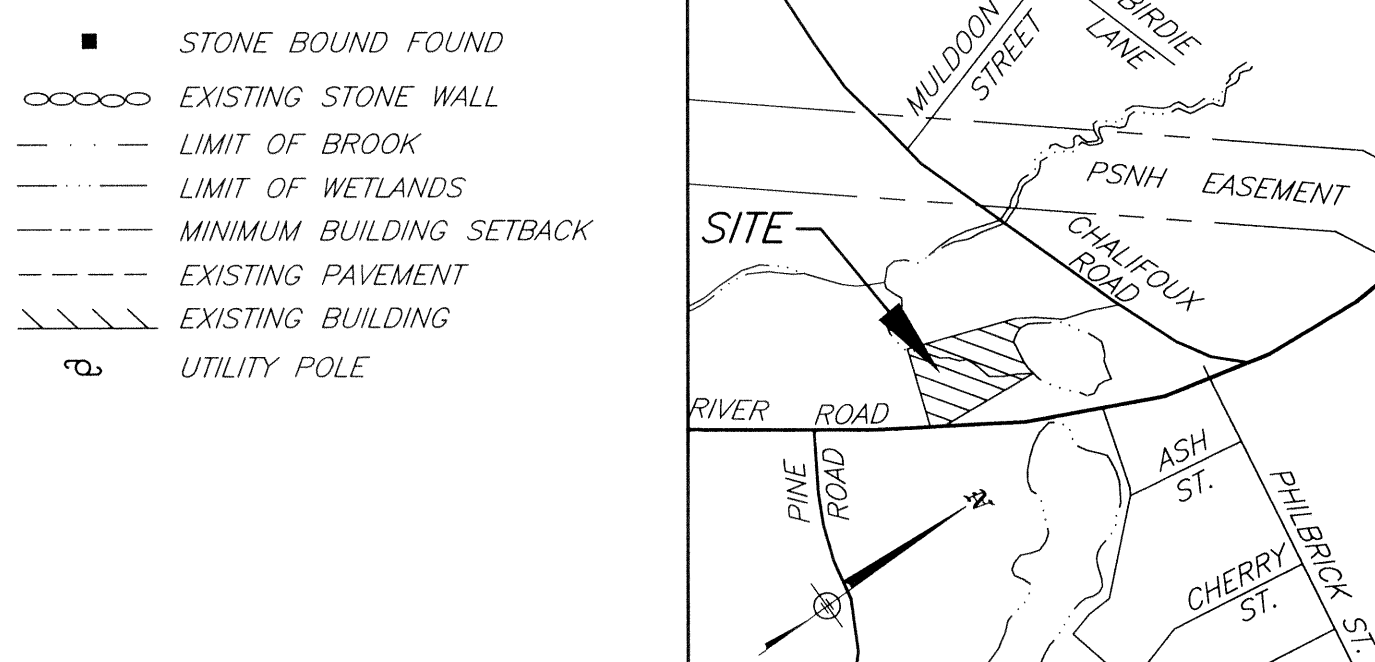 STONE BOUND FOUND
EXISTING STONE WALL
LIMIT OF BROOK
LIMIT OF WETLANDS
MINIMUM BUILDING SETBACK
EXISTING PAVEMENT
EXISTING BUILDING
UTILITY POLE
MULDOON
STREET
BIRDIE
LANE
PSNH EASEMENT
SITE
CHALIFOUX
ROAD
RIVER ROAD
PINE
ROAD
N
ASH
ST.
PHILBRICK ST.
CHERRY
ST.